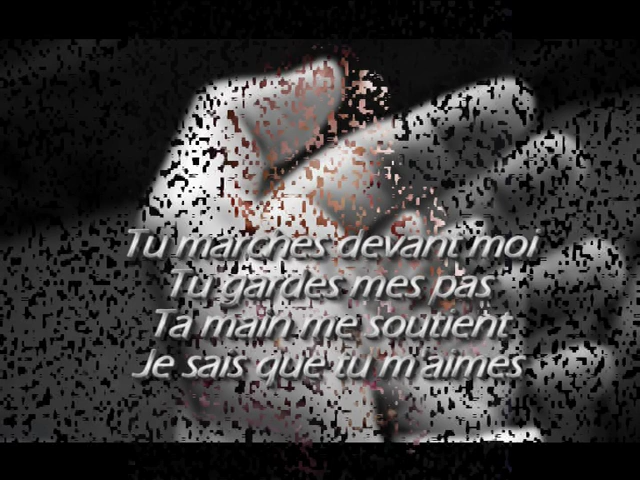 Tu marches devant moi
Tu gardes mes pas
Ta main me soutient
Je sais que tu m'aimes